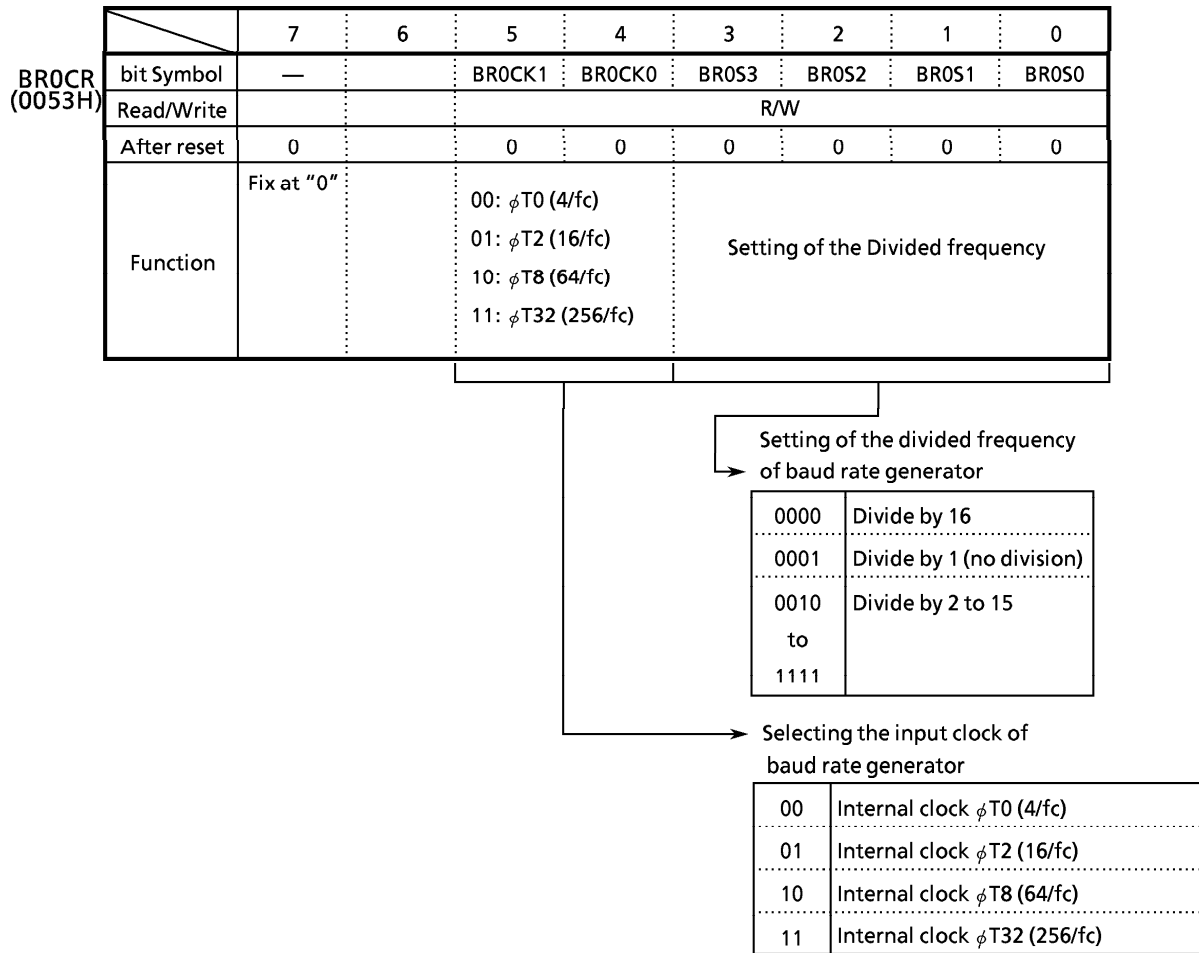 7 6 5 4 3 2 1 0
BR0CR
(0053H)
bit Symbol — BR0CK1 BR0CK0 BR0S3 BR0S2 BR0S1 BR0S0
Read/Write R/W
After reset 0 0 0 0 0 0 0
Function
Fix at "0"
00: φT0 (4/fc)
01: φT2 (16/fc)
10: φT8 (64/fc)
11: φT32 (256/fc)
Setting of the Divided frequency
Setting of the divided frequency
of baud rate generator
0000 Divide by 16
0001 Divide by 1 (no division)
0010 Divide by 2 to 15
to
1111
Selecting the input clock of
baud rate generator
00 Internal clock φT0 (4/fc)
01 Internal clock φT2 (16/fc)
10 Internal clock φT8 (64/fc)
11 Internal clock φT32 (256/fc)